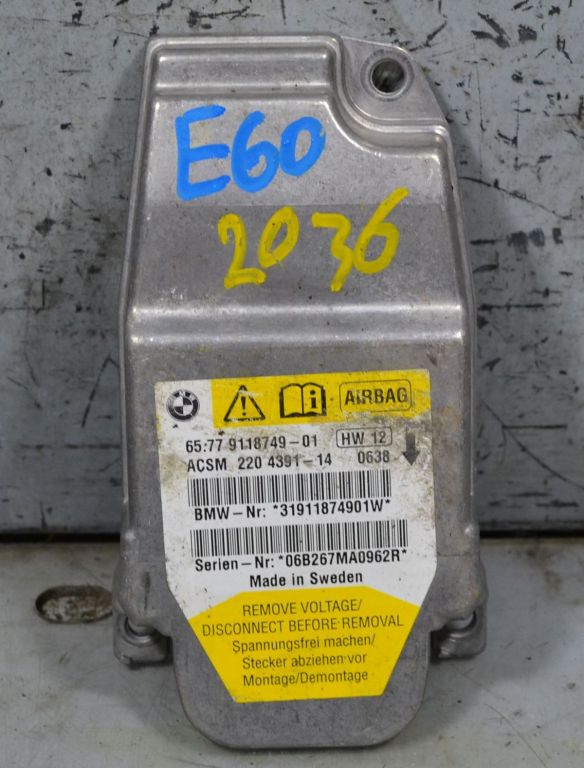 E60
2036
AIRBAG
65.77 9118749-01 HW 12
ACSM 220 4391-14 0638
BMW-Nr: *31911874901W*
Serien-Nr: *06B267MA0962R*
Made in Sweden
REMOVE VOLTAGE/
DISCONNECT BEFORE REMOVAL
Spannungsfrei machen/
Stecker abziehen vor
Montage/Demontage